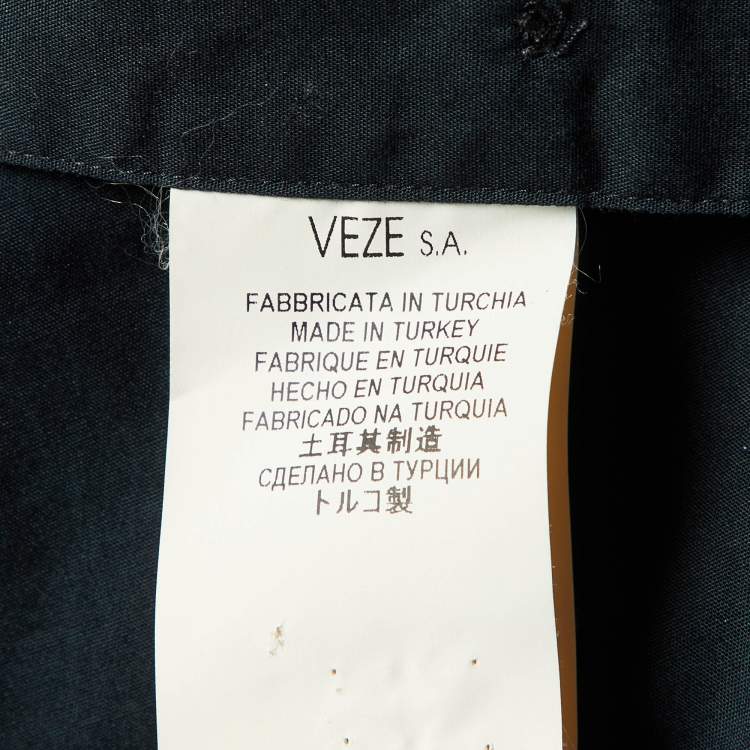 VEZE S.A.
FABBRICATA IN TURCHIA
MADE IN TURKEY
FABRIQUE EN TURQUIE
HECHO EN TURQUIA
FABRICADO NA TURQUIA
土耳其制造
СДЕЛАНО В ТУРЦИИ
トルコ製